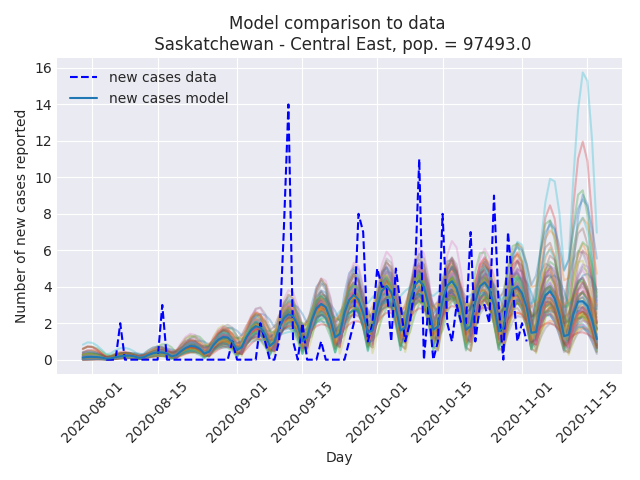 Model comparison to data
Saskatchewan - Central East, pop. = 97493.0
new cases data
new cases model
Number of new cases reported
16
14
12
10
8
6
4
2
0
2020-08-01
2020-08-15
2020-09-01
2020-09-15
2020-10-01
2020-10-15
2020-11-01
2020-11-15
Day